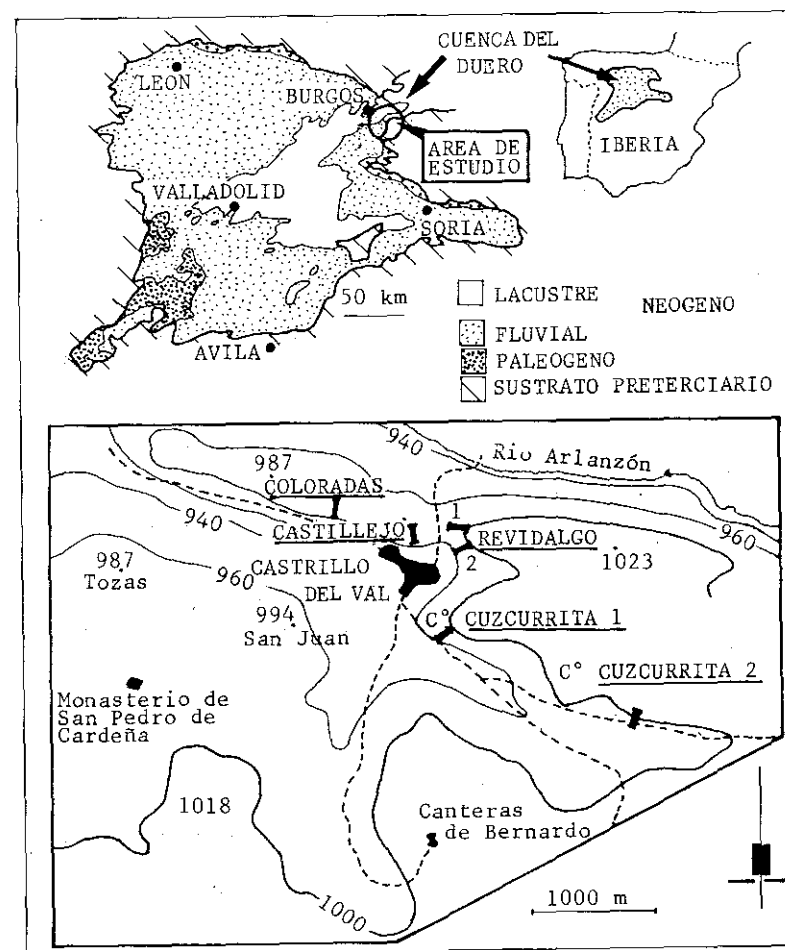 CUENCA DEL
DUERO
LEON
BURGOS
AREA DE
ESTUDIO
IBERIA
VALLADOLID
SORIA
50 km
AVILA
LACUSTRE
NEOGENO
FLUVIAL
PALEOGENO
SUSTRATO PRETERCIARIO
940
Rio Arlanzón
987
COLORADAS
940
1
960
CASTILLEJO
REVIDALGO
2
1023
987
Tozas
960
CASTRILLO
DEL VAL
994
San Juan
C° CUZCURRITA 1
C° CUZCURRITA 2
Monasterio de
San Pedro de
Cardeña
1018
Canteras
de Bernardo
1000
1000 m